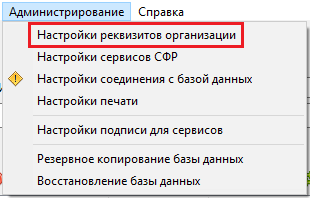 Администрирование Справка
Настройки реквизитов организации
Настройки сервисов СФР
Настройки соединения с базой данных
Настройки печати
Настройки подписи для сервисов
Резервное копирование базы данных
Восстановление базы данных